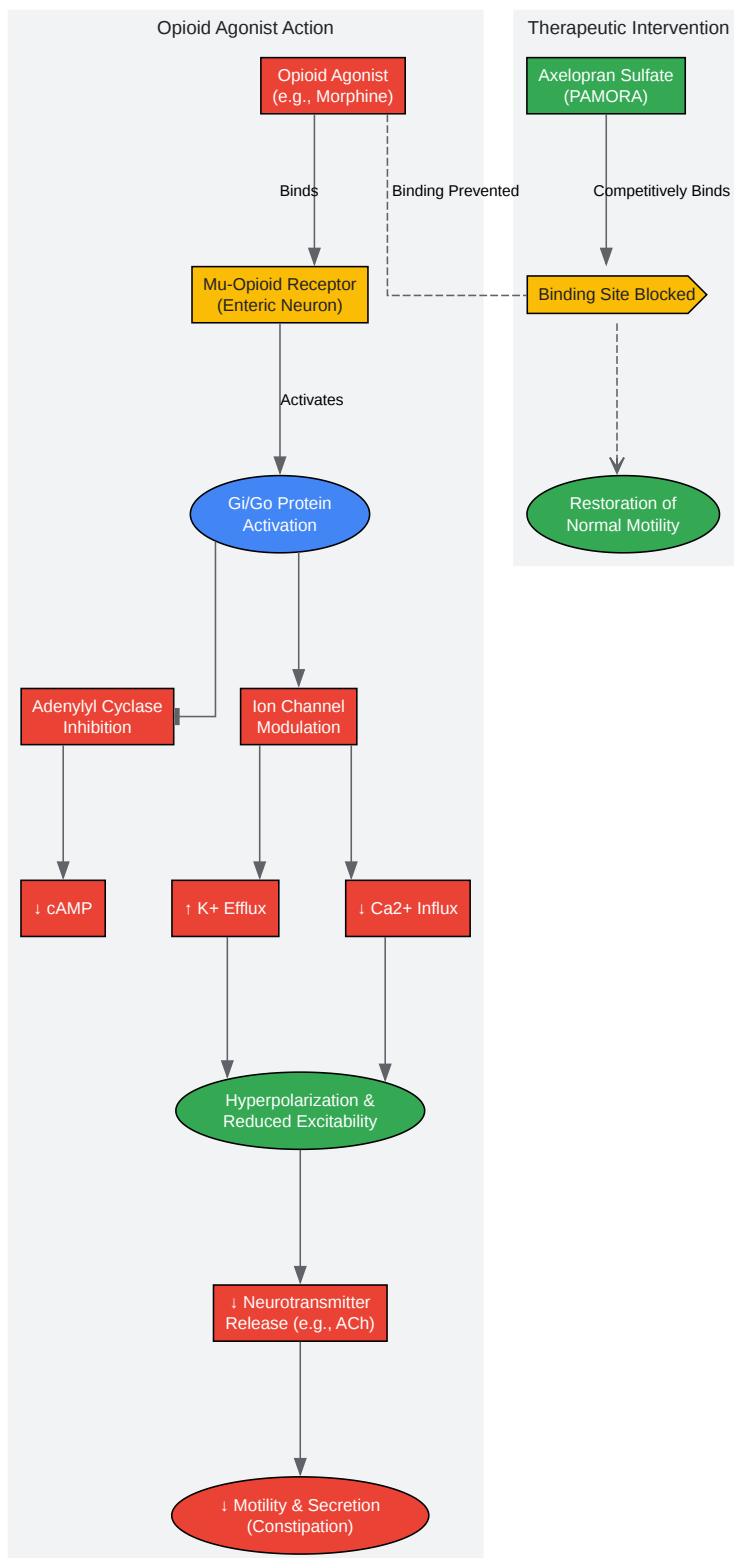 Opioid Agonist Action
Therapeutic Intervention
Opioid Agonist
(e.g., Morphine)
Axelopran Sulfate
(PAMORA)
Binds
Binding Prevented
Competitively Binds
Mu-Opioid Receptor
(Enteric Neuron)
Binding Site Blocked
Activates
Gi/Go Protein
Activation
Restoration of
Normal Motility
Adenylyl Cyclase
Inhibition
Ion Channel
Modulation
↓ cAMP
↑ K+ Efflux
↓ Ca2+ Influx
Hyperpolarization &
Reduced Excitability
↓ Neurotransmitter
Release (e.g., ACh)
↓ Motility & Secretion
(Constipation)